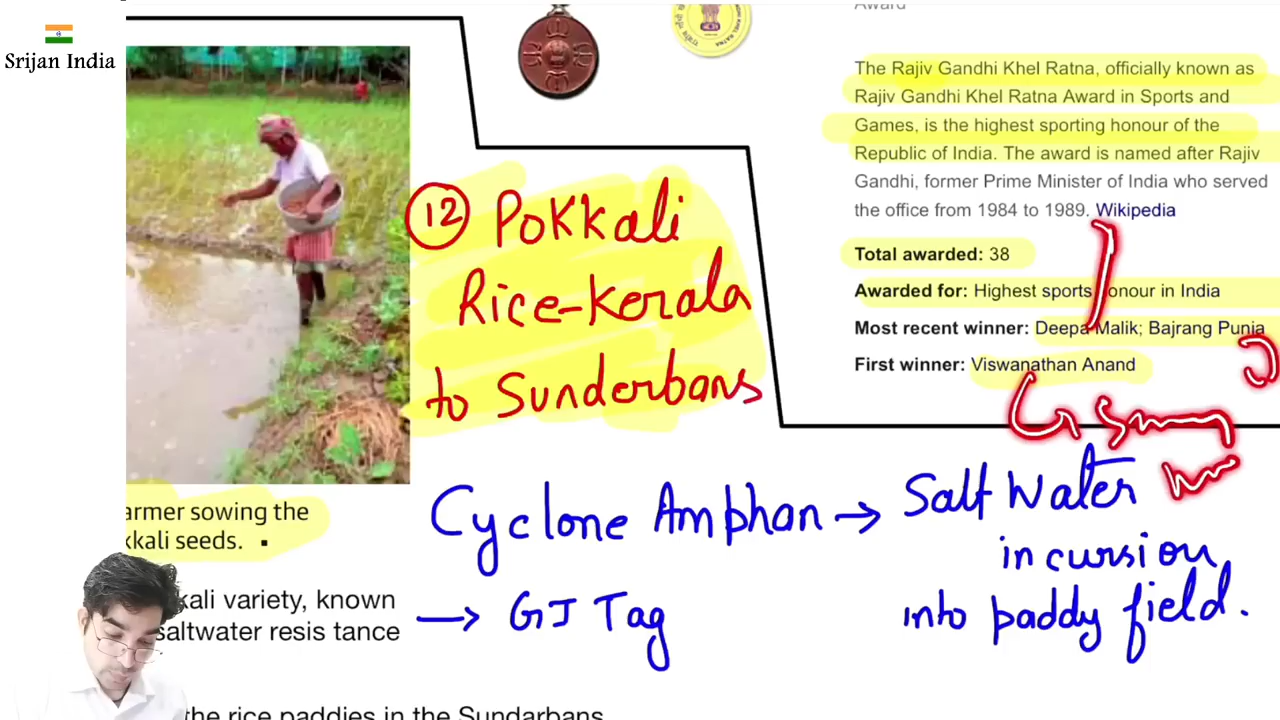 Srijan India
Award
The Rajiv Gandhi Khel Ratna, officially known as
Rajiv Gandhi Khel Ratna Award in Sports and
Games, is the highest sporting honour of the
Republic of India. The award is named after Rajiv
Gandhi, former Prime Minister of India who served
the office from 1984 to 1989. Wikipedia
Total awarded: 38
Awarded for: Highest sports honour in India
Most recent winner: Deepa Malik; Bajrang Punia
First winner: Viswanathan Anand
12 Pokkali
Rice-Kerala
to Sunderbans
armer sowing the
kkali seeds.
Cyclone Amphan → Salt Water
incursion
into paddy field.
→ GI Tag
kali variety, known
saltwater resis tance
the rice paddies in the Sundarbans